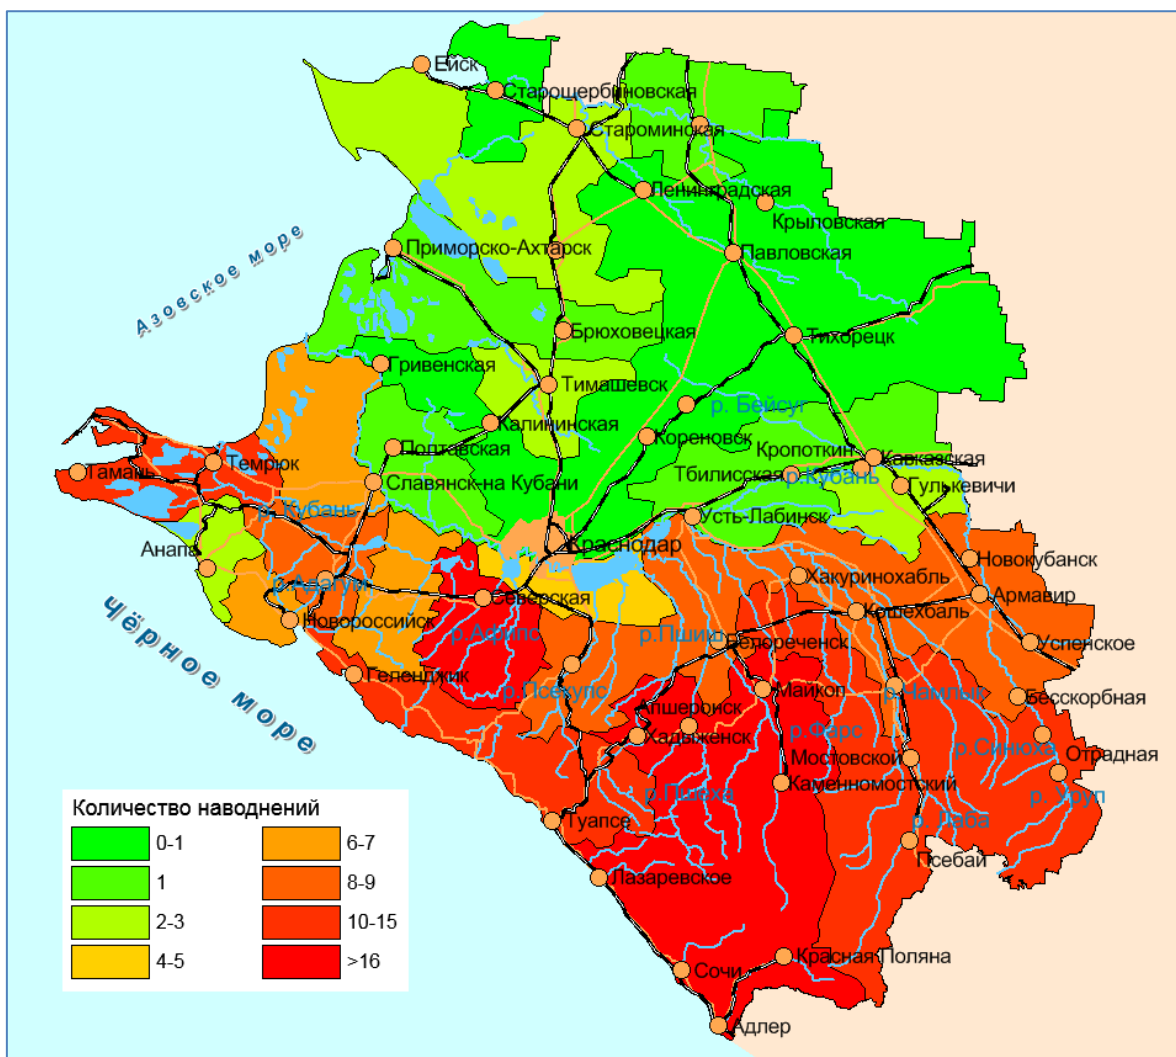 Ейск
Старощербиновская
Староминская
Ленинградская
Крыловская
Азовское море
Приморско-Ахтарск
Павловская
Брюховецкая
Тихорецк
Гривенская
Тимашевск
р. Бейсуг
Калининская
Кореновск
Полтавская
Кропоткин
Кавказская
Тамань
Темрюк
Тбилисская
р.Кубань
Славянск-на Кубани
Гулькевичи
р. Кубань
Усть-Лабинск
Анапа
Краснодар
Новокубанск
р.Адагум
Хакуринохабль
Северская
Кошехбаль
Армавир
Чёрное море
Новороссийск
р.Афипс
р.Пшиш
Белореченск
Успенское
Геленджик
р.Псекупс
Майкоп
р.Чамлык
Бесскорбная
Апшеронск
Хадыженск
р.Фарс
р.Синюха
Мостовской
Отрадная
Каменномостский
р.Пшеха
р. Уруп
Туапсе
р. Лаба
Псебай
Лазаревское
Красная Поляна
Сочи
Адлер
Количество наводнений
0-1
1
2-3
4-5
6-7
8-9
10-15
>16